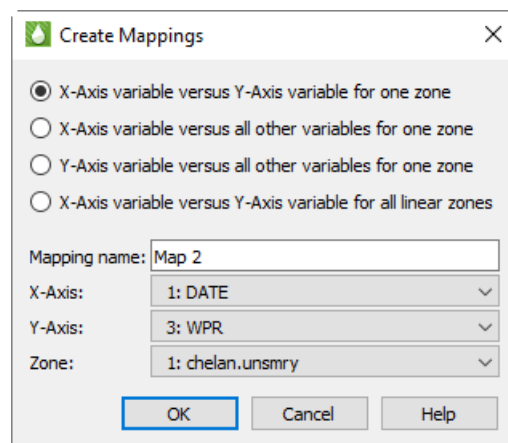 Create Mappings
X-Axis variable versus Y-Axis variable for one zone
X-Axis variable versus all other variables for one zone
Y-Axis variable versus all other variables for one zone
X-Axis variable versus Y-Axis variable for all linear zones
Mapping name: Map 2
X-Axis: 1: DATE
Y-Axis: 3: WPR
Zone: 1: chelan.unsmry
OK Cancel Help